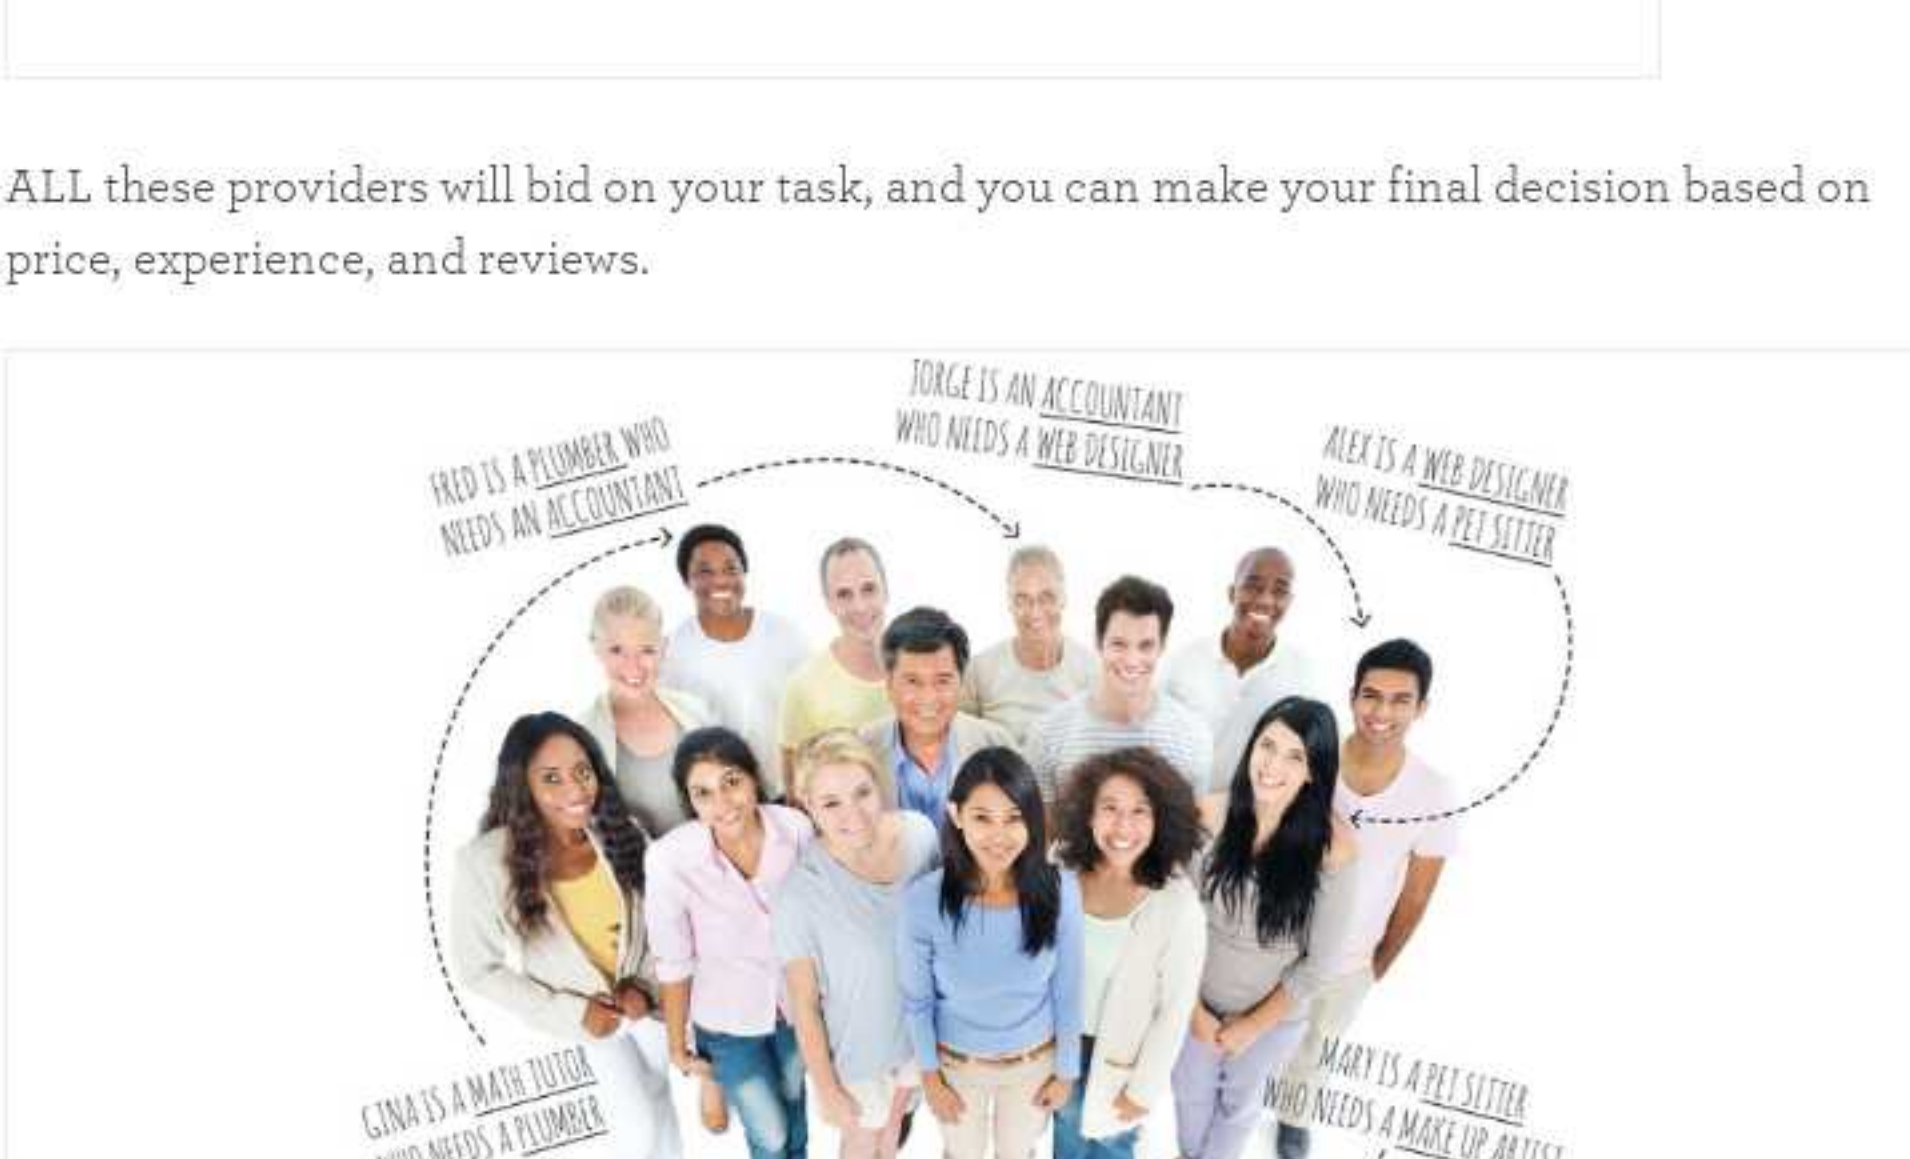 ALL these providers will bid on your task, and you can make your final decision based on
price, experience, and reviews.
JORGE IS AN ACCOUNTANT
WHO NEEDS A WEB DESIGNER
FRED IS A PLUMBER WHO
NEEDS AN ACCOUNTANT
ALEX IS A WEB DESIGNER
WHO NEEDS A PET SITTER
GINA IS A MATH TUTOR
WHO NEEDS A PLUMBER
MARY IS A PET SITTER
WHO NEEDS A MAKE UP ARTIST